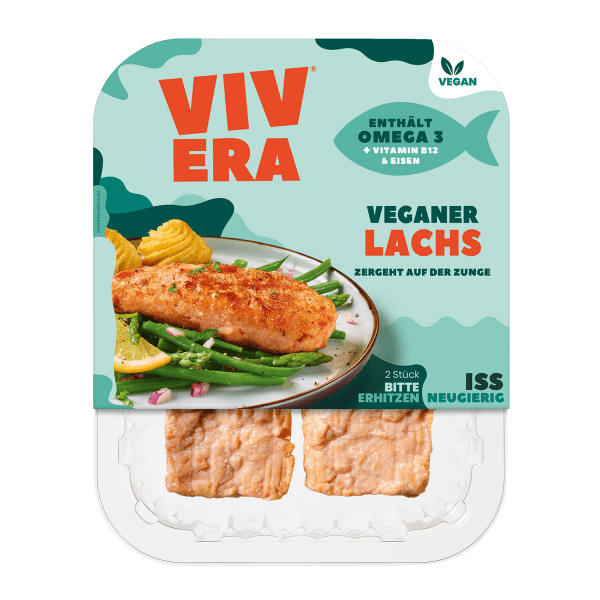 VIV
ERA®
VEGAN
ENTHÄLT
OMEGA 3
+ VITAMIN B12
& EISEN
VEGANER
LACHS
ZERGEHT AUF DER ZUNGE
2 Stück
BITTE
ERHITZEN
ISS
NEUGIERIG